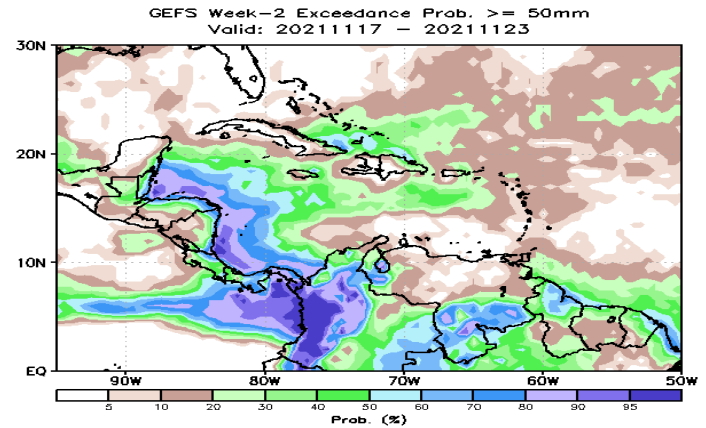 GEFS Week-2 Exceedance Prob. >= 50mm
Valid: 20211117 - 20211123
30N
20N
10N
EQ
90W 80W 70W 60W 50W
5 10 20 30 40 50 60 70 80 90 95
Prob. (%)